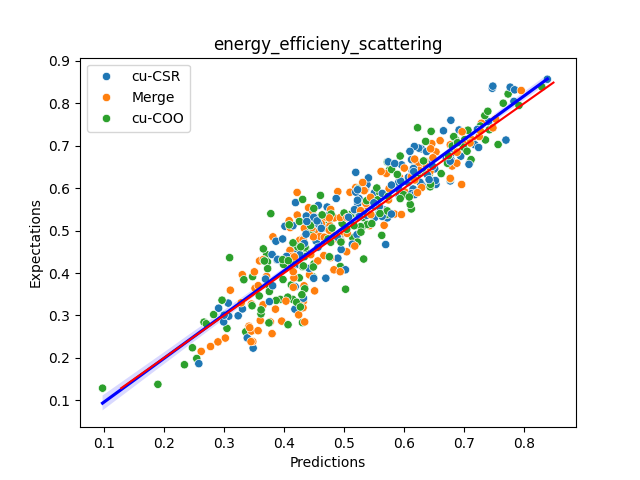 energy_efficieny_scattering
cu-CSR
Merge
cu-COO
Expectations
0.9
0.8
0.7
0.6
0.5
0.4
0.3
0.2
0.1
0.1 0.2 0.3 0.4 0.5 0.6 0.7 0.8
Predictions